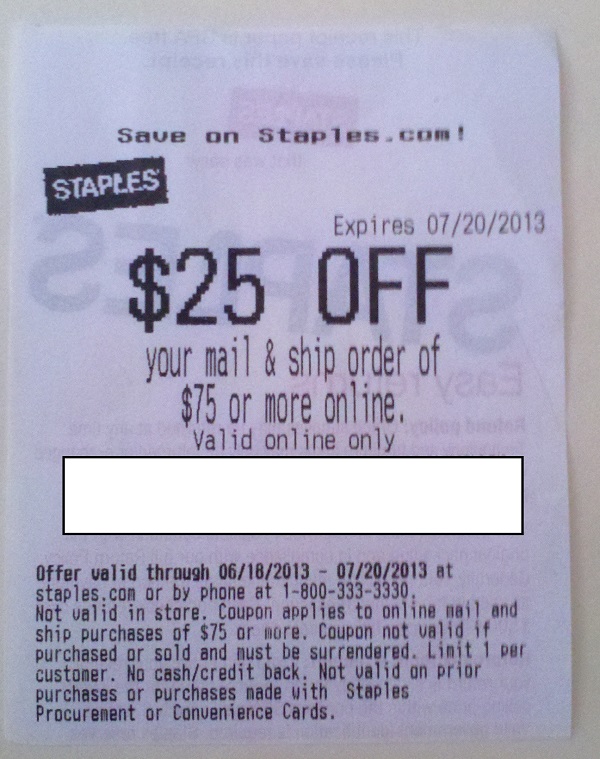 Save on Staples.com!
STAPLES
Expires 07/20/2013
$25 OFF
your mail & ship order of
$75 or more online.
Valid online only
Offer valid through 06/18/2013 - 07/20/2013 at
staples.com or by phone at 1-800-333-3330.
Not valid in store. Coupon applies to online mail and
ship purchases of $75 or more. Coupon not valid if
purchased or sold and must be surrendered. Limit 1 per
customer. No cash/credit back. Not valid on prior
purchases or purchases made with Staples
Procurement or Convenience Cards.